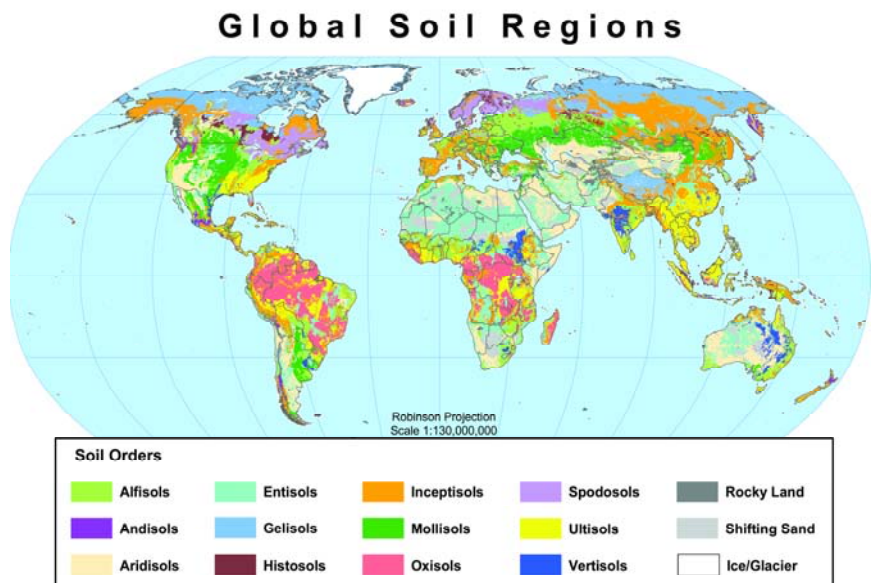 Global Soil Regions
Robinson Projection
Scale 1:130,000,000
Soil Orders
Alfisols Entisols Inceptisols Spodosols Rocky Land
Andisols Gelisols Mollisols Ultisols Shifting Sand
Aridisols Histosols Oxisols Vertisols Ice/Glacier